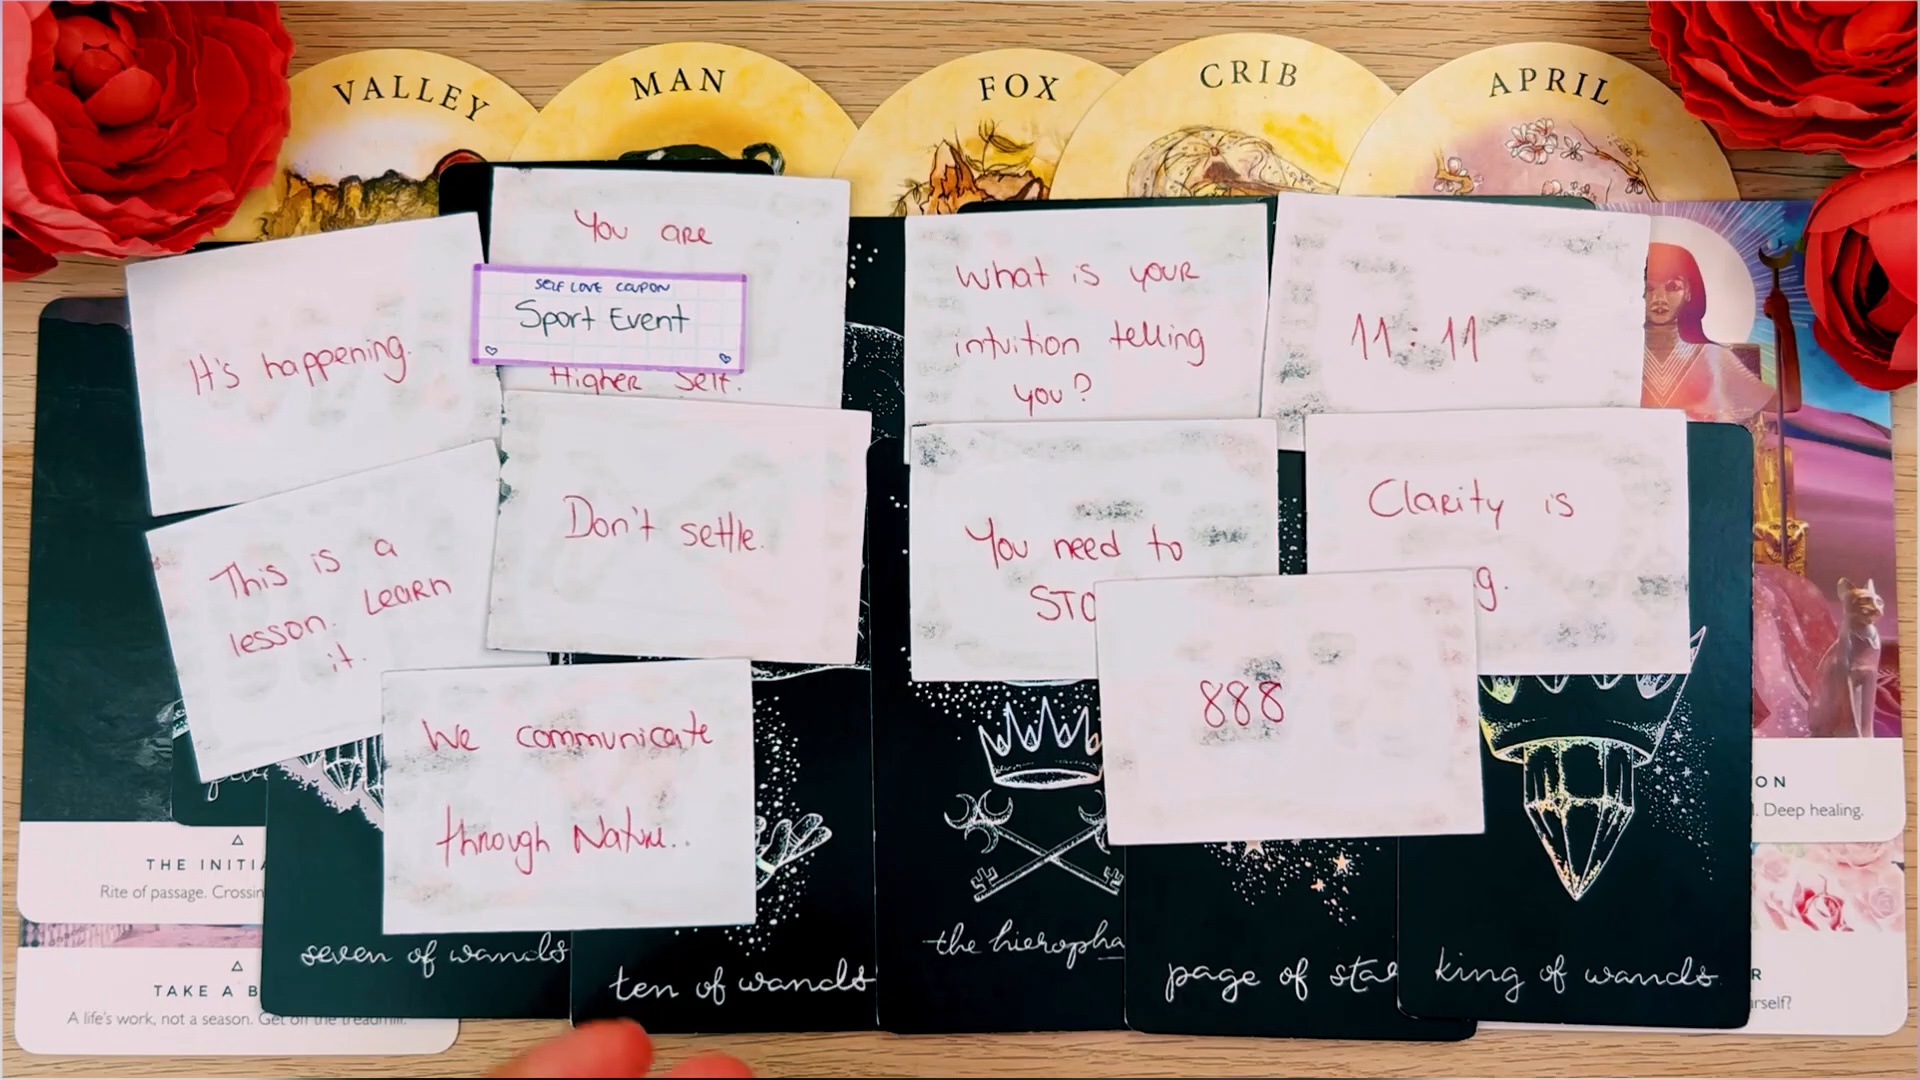 VALLEY
MAN
FOX
CRIB
APRIL
It's happening.
You are
SELF LOVE COUPON
Sport Event
Higher Self.
What is your
intuition telling
you?
11:11
This is a
lesson. Learn
it.
Don't settle.
You need to
STO
Clarity is
g.
We communicate
through Nature..
888
THE INITIA
Rite of passage. Crossin
TAKE A B
A life's work, not a season. Get off the treadmill.
five
seven of wands
ten of wands
the hieropha
page of sta
king of wands
ON
. Deep healing.
R
rself?